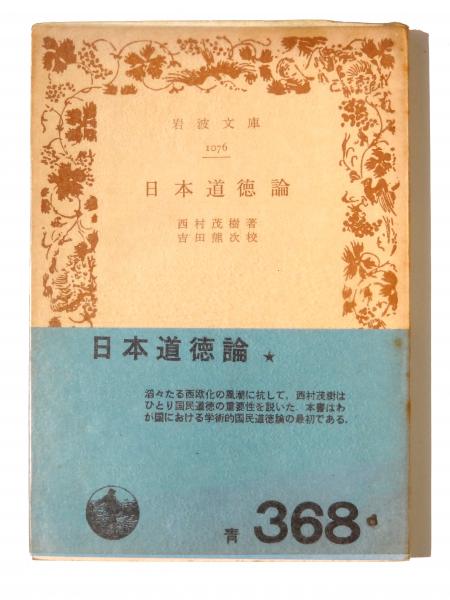 岩波文庫
1076
日本道徳論
西村茂樹著
吉田熊次校
日本道徳論 ★
滔々たる西欧化の風潮に抗して，西村茂樹は
ひとり国民道徳の重要性を説いた．本書はわ
が国における学術的国民道徳論の最初である．
青 368